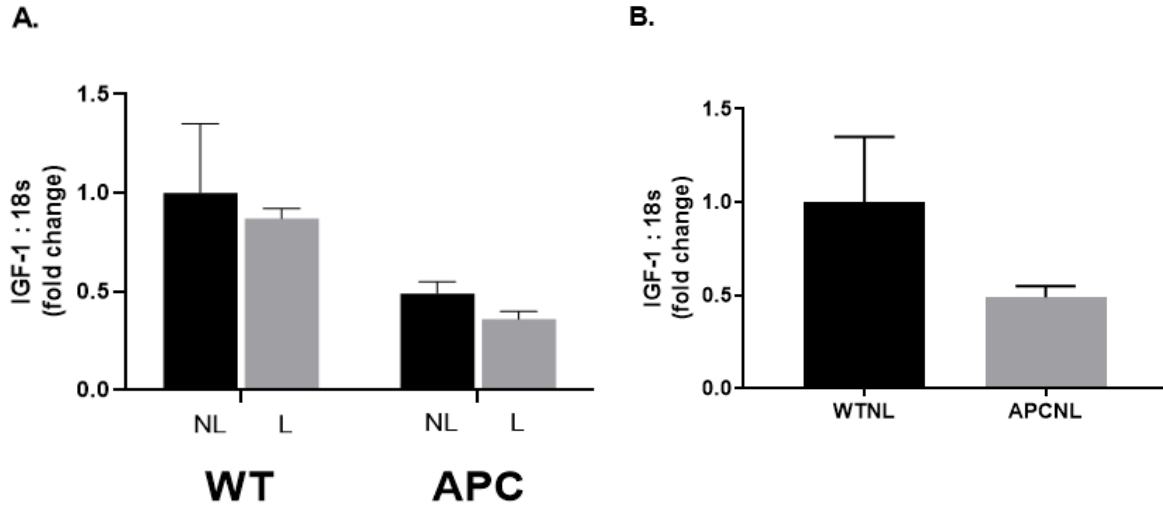 A.
IGF-1 : 18s
(fold change)
1.5
1.0
0.5
0.0
NL L NL L
WT APC
B.
IGF-1 : 18s
(fold change)
1.5
1.0
0.5
0.0
WTNL APCNL